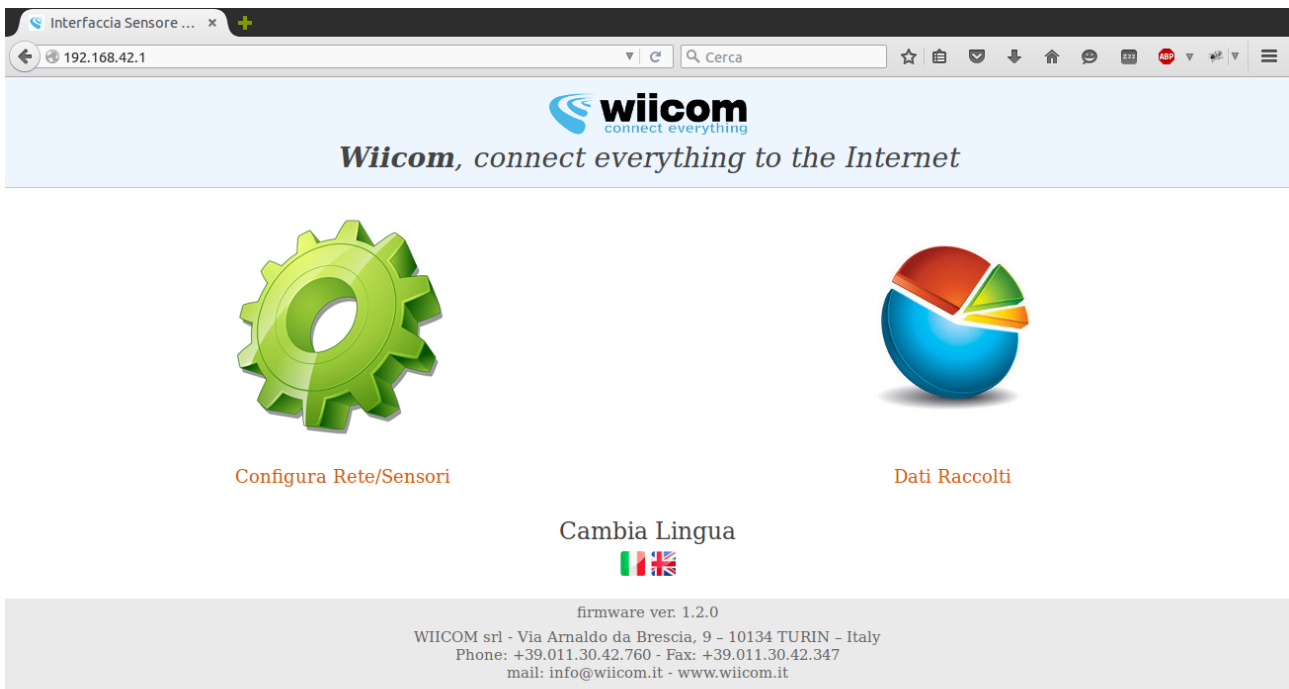 Interfaccia Sensore ...
192.168.42.1
Cerca
ZZZ
ABP
wiicom
connect everything
Wiicom, connect everything to the Internet
Configura Rete/Sensori
Dati Raccolti
Cambia Lingua
firmware ver. 1.2.0
WIICOM srl - Via Arnaldo da Brescia, 9 – 10134 TURIN – Italy
Phone: +39.011.30.42.760 - Fax: +39.011.30.42.347
mail: info@wiicom.it - www.wiicom.it